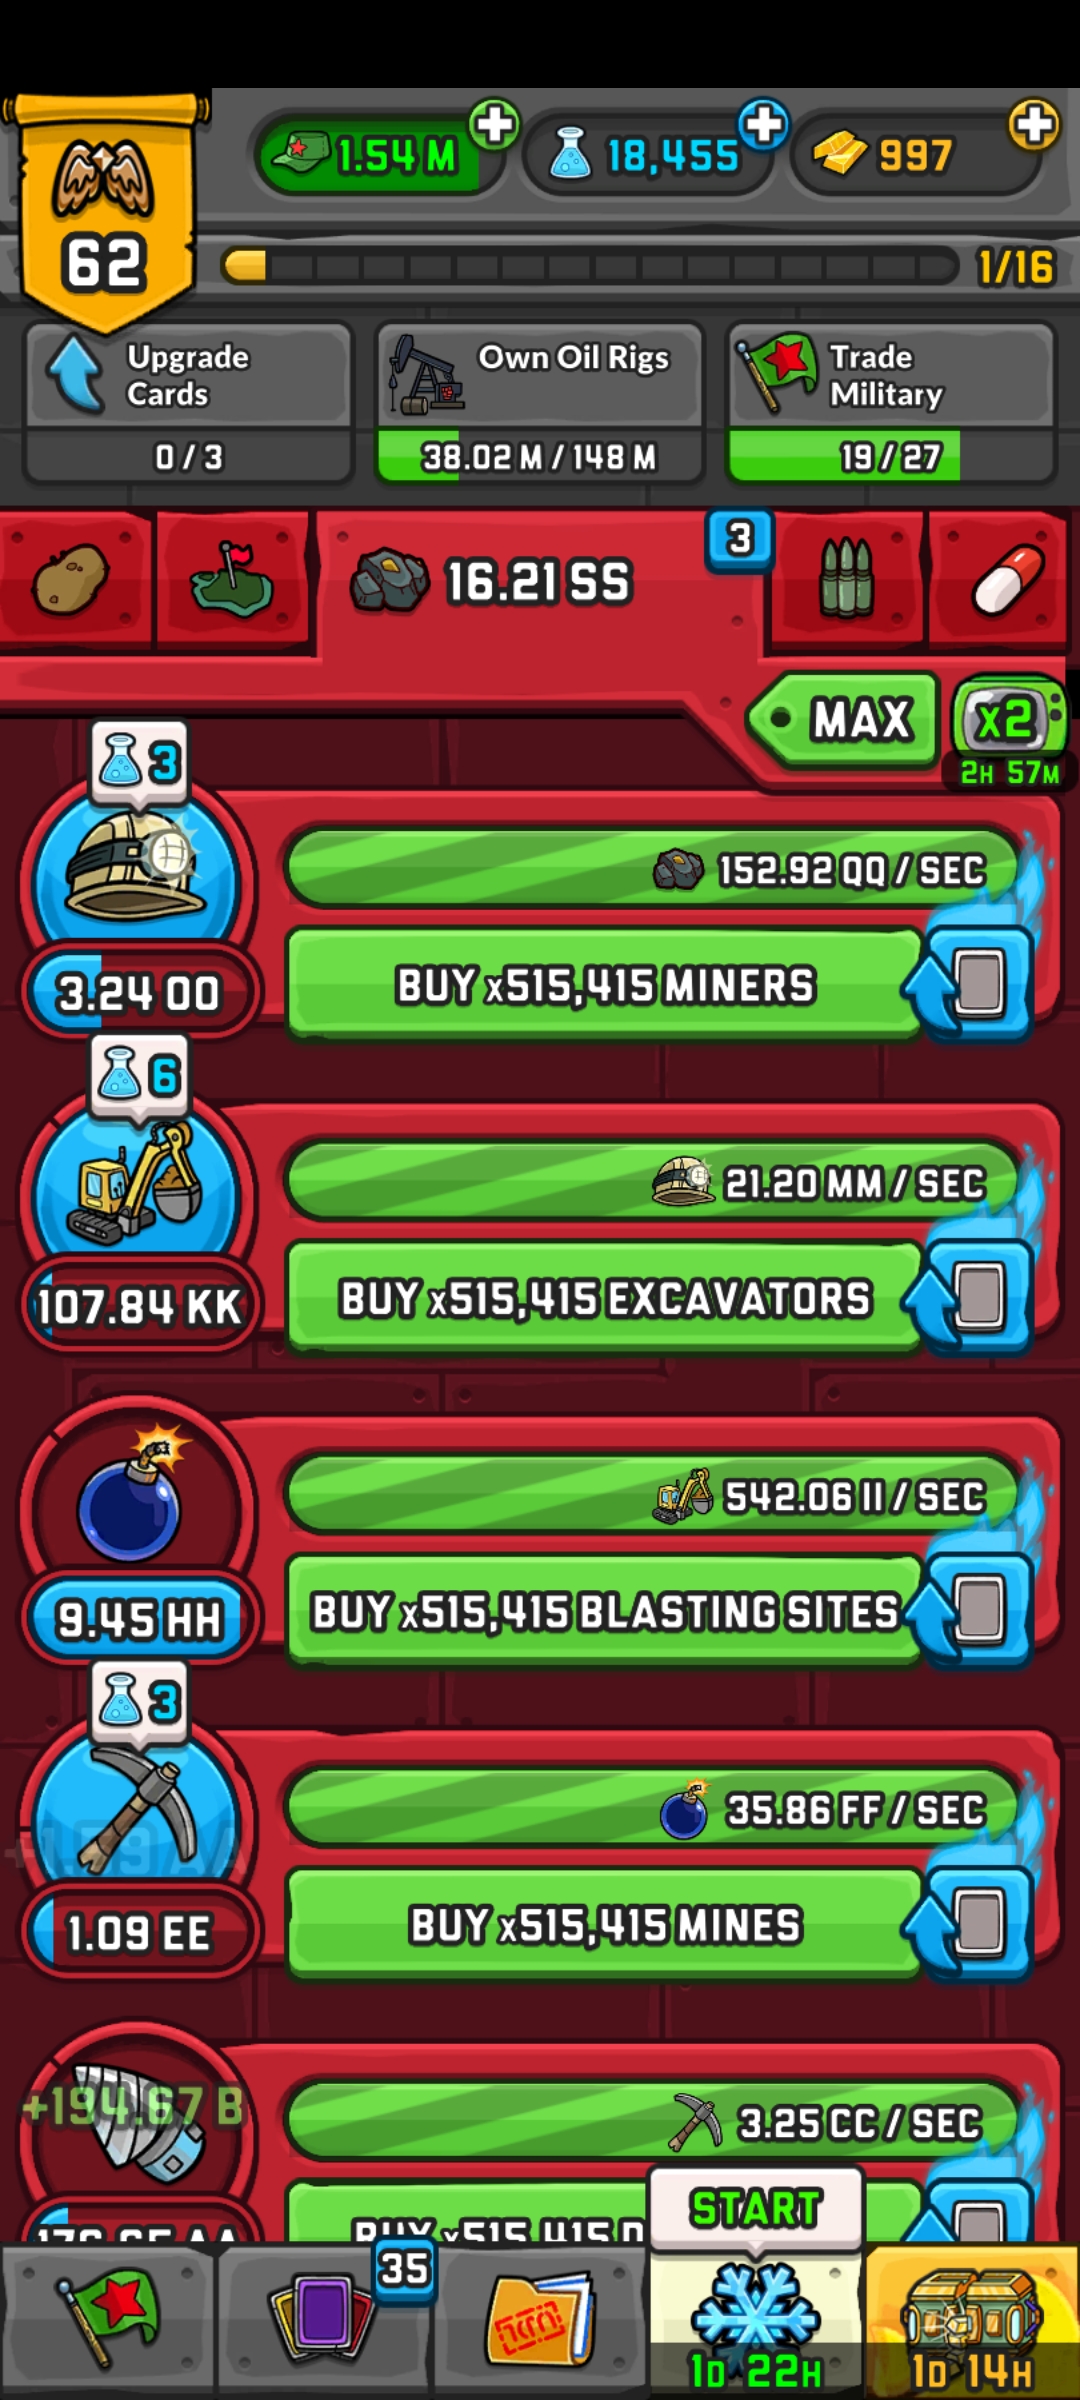 1.54 M
18,455
997
62
1/16
Upgrade
Cards
0 / 3
Own Oil Rigs
38.02 M / 148 M
Trade
Military
19 / 27
16.21 SS
3
MAX
x2
2H 57M
3
152.92 QQ / SEC
3.24 OO
BUY x515,415 MINERS
6
21.20 MM / SEC
107.84 KK
BUY x515,415 EXCAVATORS
542.06 II / SEC
9.45 HH
BUY x515,415 BLASTING SITES
3
35.86 FF / SEC
1.09 EE
BUY x515,415 MINES
+194.67 B
3.25 CC / SEC
BUY x515,415
START
35
1D 22H
1D 14H